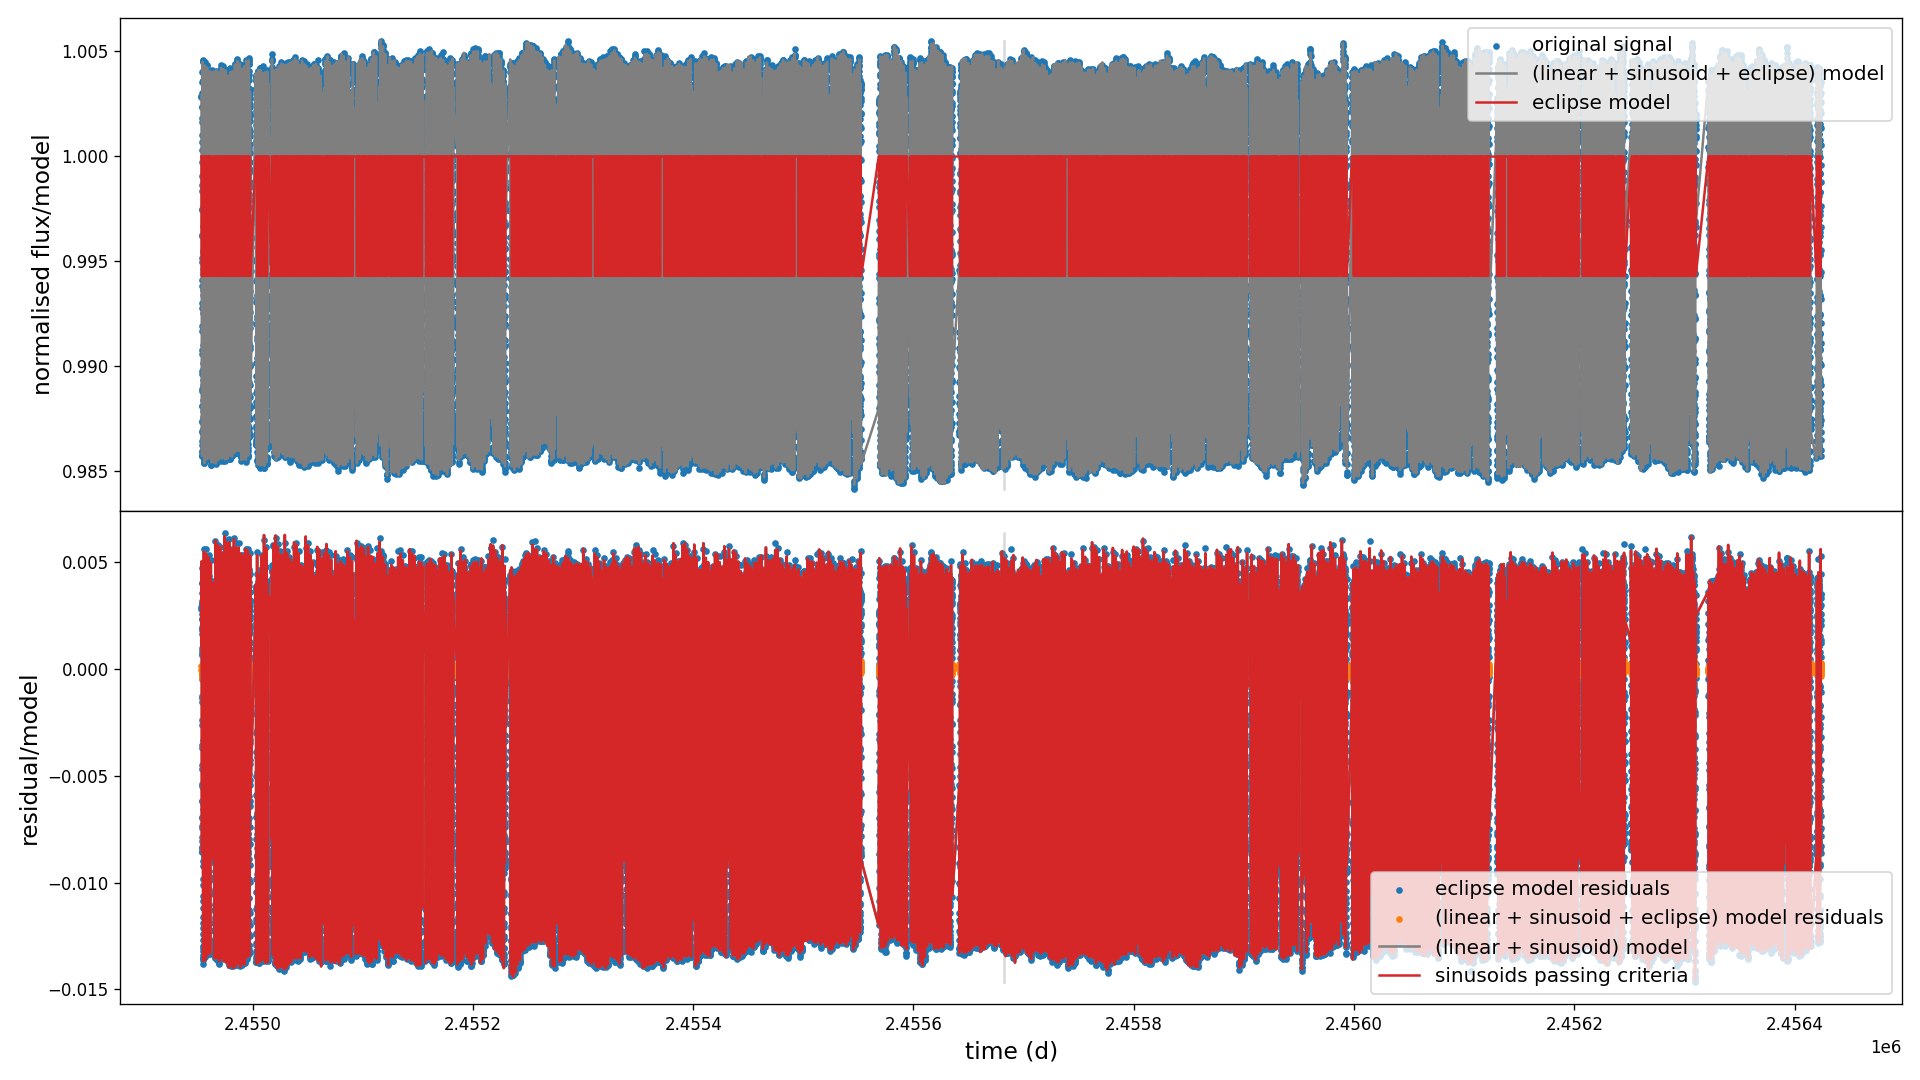 original signal
(linear + sinusoid + eclipse) model
eclipse model
1.005
1.000
0.995
0.990
0.985
normalised flux/model
0.005
0.000
−0.005
−0.010
−0.015
residual/model
eclipse model residuals
(linear + sinusoid + eclipse) model residuals
(linear + sinusoid) model
sinusoids passing criteria
2.4550 2.4552 2.4554 2.4556 2.4558 2.4560 2.4562 2.4564
1e6
time (d)